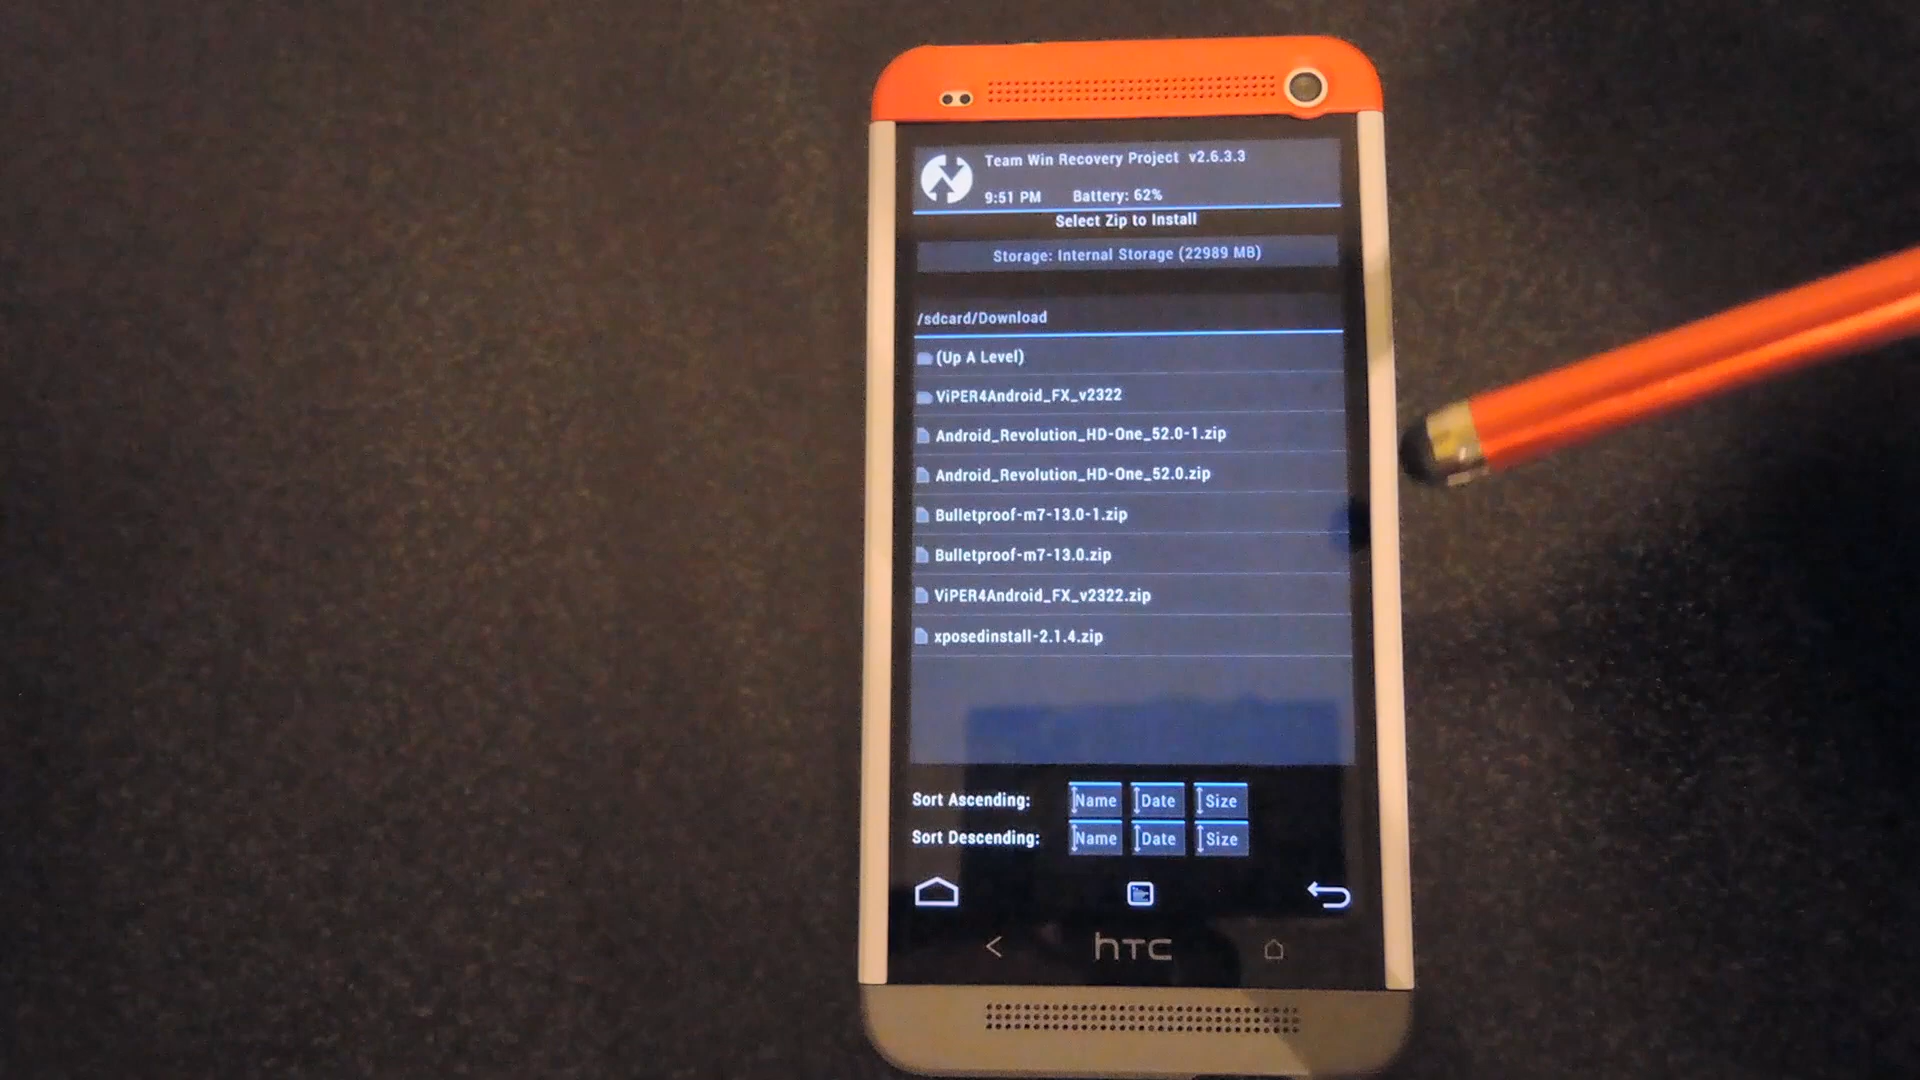 Team Win Recovery Project v2.6.3.3
9:51 PM Battery: 62%
Select Zip to Install
Storage: Internal Storage (22989 MB)
/sdcard/Download
(Up A Level)
ViPER4Android_FX_v2322
Android_Revolution_HD-One_52.0-1.zip
Android_Revolution_HD-One_52.0.zip
Bulletproof-m7-13.0-1.zip
Bulletproof-m7-13.0.zip
ViPER4Android_FX_v2322.zip
xposedinstall-2.1.4.zip
Sort Ascending: Name Date Size
Sort Descending: Name Date Size
hTC